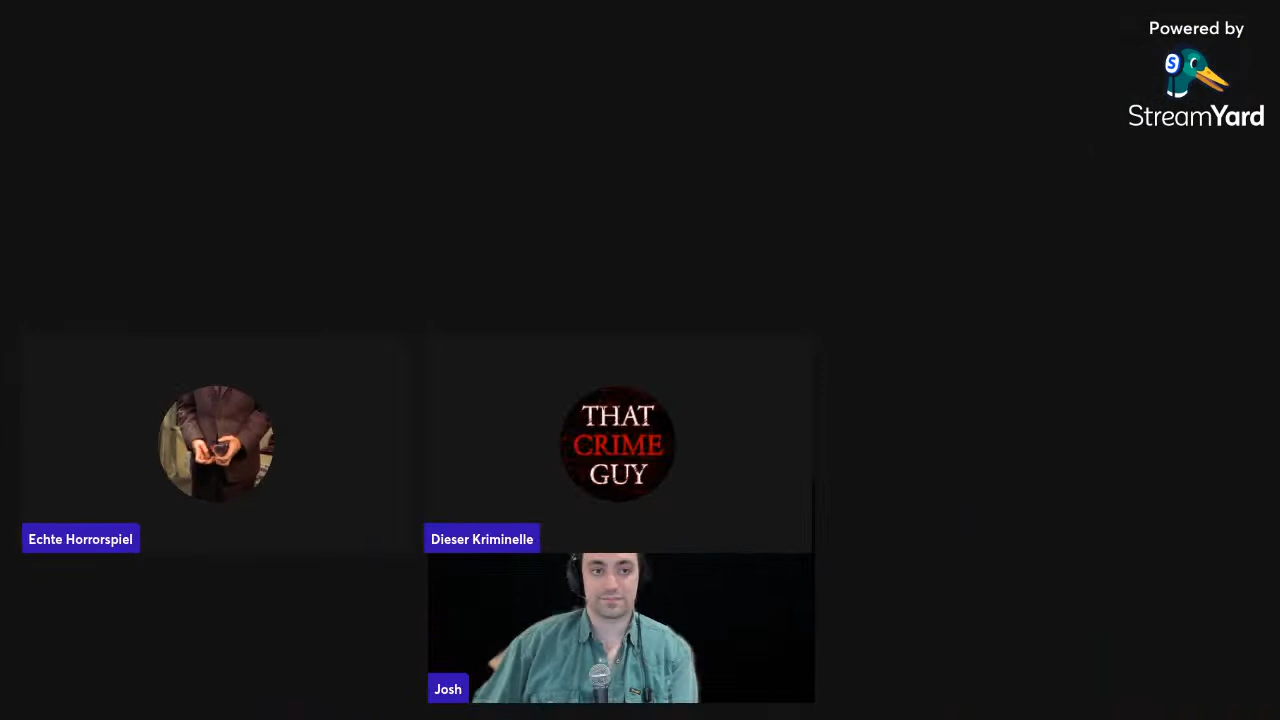 Powered by
S
StreamYard
THAT
CRIME
GUY
Echte Horrorspiel
Dieser Kriminelle
Josh